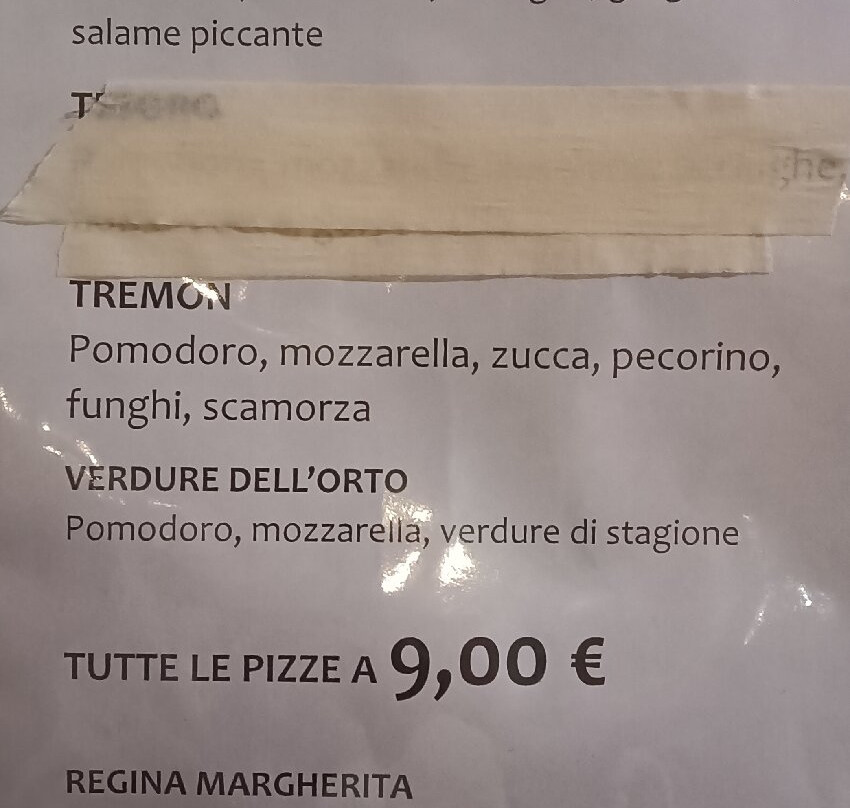 salame piccante
TREMON
Pomodoro, mozzarella, zucca, pecorino,
funghi, scamorza
VERDURE DELL'ORTO
Pomodoro, mozzarella, verdure di stagione
TUTTE LE PIZZE A 9,00 €
REGINA MARGHERITA